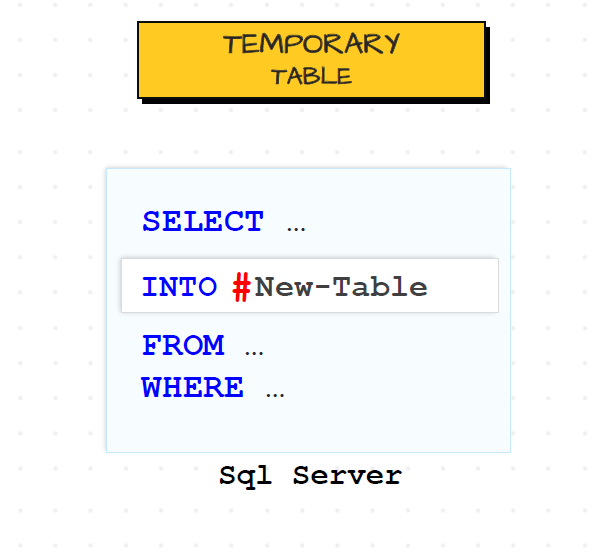 TEMPORARY
TABLE
SELECT ...
INTO #New-Table
FROM ...
WHERE ...
Sql Server